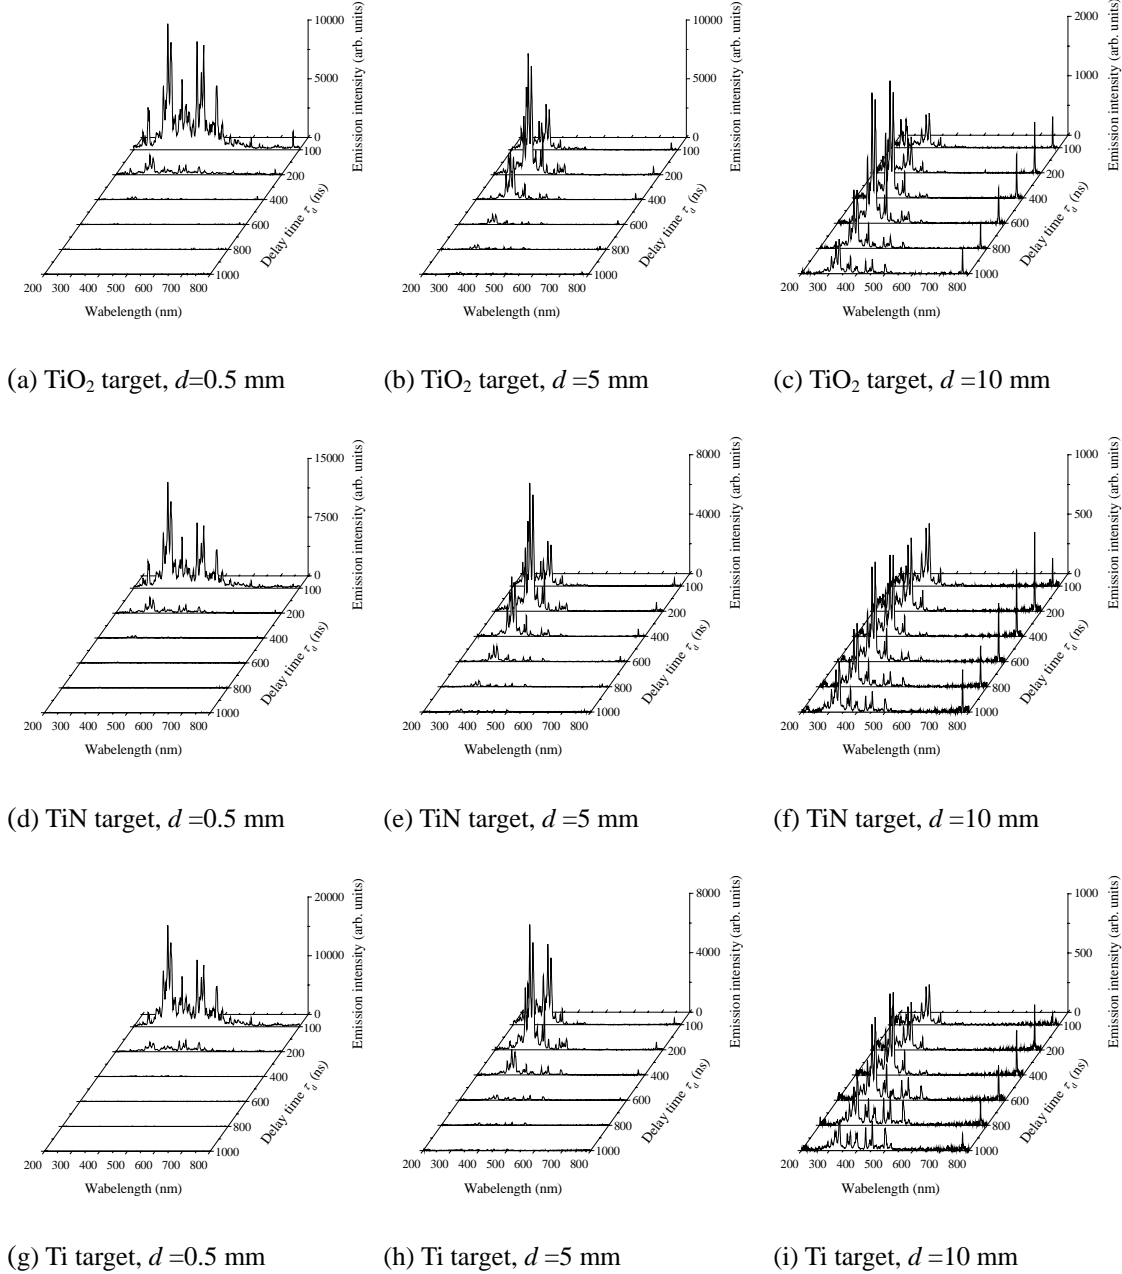 10000
5000
0
Emission intensity (arb. units)
100
200
400
600
800
1000
Delay time τd (ns)
200 300 400 500 600 700 800
Wabelength (nm)
10000
5000
0
Emission intensity (arb. units)
100
200
400
600
800
1000
Delay time τd (ns)
200 300 400 500 600 700 800
Wabelength (nm)
2000
1000
0
Emission intensity (arb. units)
100
200
400
600
800
1000
Delay time τd (ns)
200 300 400 500 600 700 800
Wabelength (nm)
(a) TiO2 target, d=0.5 mm
(b) TiO2 target, d =5 mm
(c) TiO2 target, d =10 mm
15000
7500
0
Emission intensity (arb. units)
100
200
400
600
800
1000
Delay time τd (ns)
200 300 400 500 600 700 800
Wabelength (nm)
8000
4000
0
Emission intensity (arb. units)
100
200
400
600
800
1000
Delay time τd (ns)
200 300 400 500 600 700 800
Wabelength (nm)
1000
500
0
Emission intensity (arb. units)
100
200
400
600
800
1000
Delay time τd (ns)
200 300 400 500 600 700 800
Wabelength (nm)
(d) TiN target, d =0.5 mm
(e) TiN target, d =5 mm
(f) TiN target, d =10 mm
20000
10000
0
Emission intensity (arb. units)
100
200
400
600
800
1000
Delay time τd (ns)
200 300 400 500 600 700 800
Wabelength (nm)
8000
4000
0
Emission intensity (arb. units)
100
200
400
600
800
1000
Delay time τd (ns)
200 300 400 500 600 700 800
Wabelength (nm)
1000
500
0
Emission intensity (arb. units)
100
200
400
600
800
1000
Delay time τd (ns)
200 300 400 500 600 700 800
Wabelength (nm)
(g) Ti target, d =0.5 mm
(h) Ti target, d =5 mm
(i) Ti target, d =10 mm